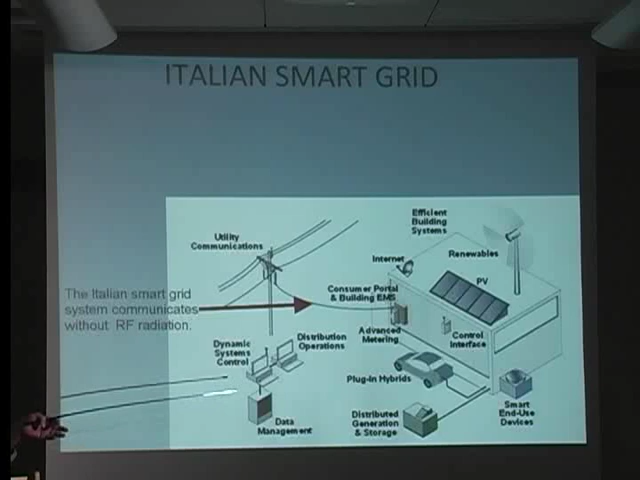 ITALIAN SMART GRID
Efficient
Building
Systems
Utility
Communications
Internet
Renewables
Consumer Portal
& Building EMS
PV
The Italian smart grid
system communicates
without RF radiation.
Advanced
Metering
Control
Interface
Dynamic
Systems
Control
Distribution
Operations
Plug-In Hybrids
Data
Management
Distributed
Generation
& Storage
Smart
End-Use
Devices